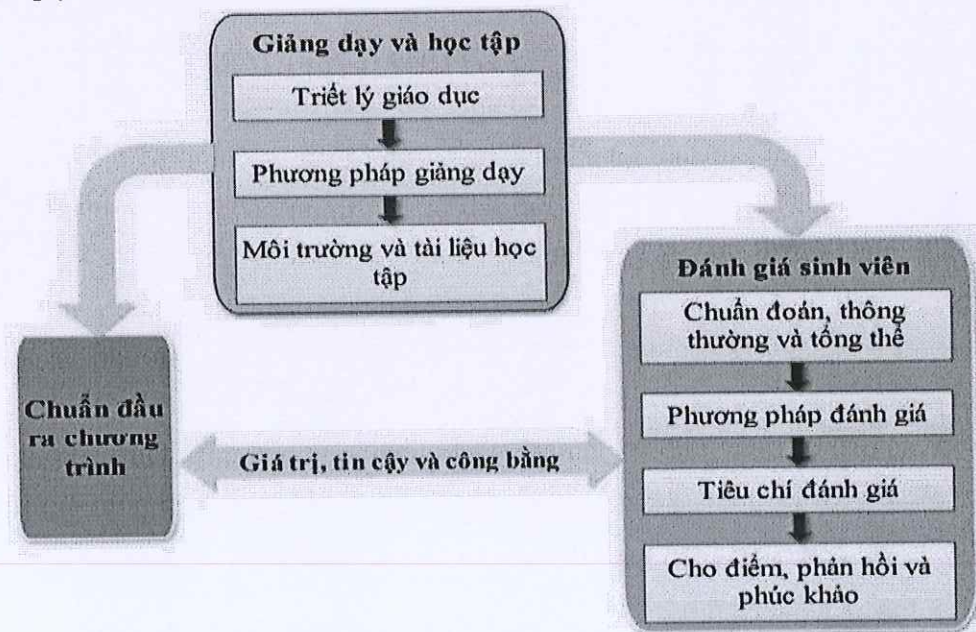 Giảng dạy và học tập
Triết lý giáo dục
Phương pháp giảng dạy
Môi trường và tài liệu học
tập
Chuẩn đầu
ra chương
trình
Giá trị, tin cậy và công bằng
Đánh giá sinh viên
Chuẩn đoán, thông
thường và tổng thể
Phương pháp đánh giá
Tiêu chí đánh giá
Cho điểm, phản hồi và
phúc khảo